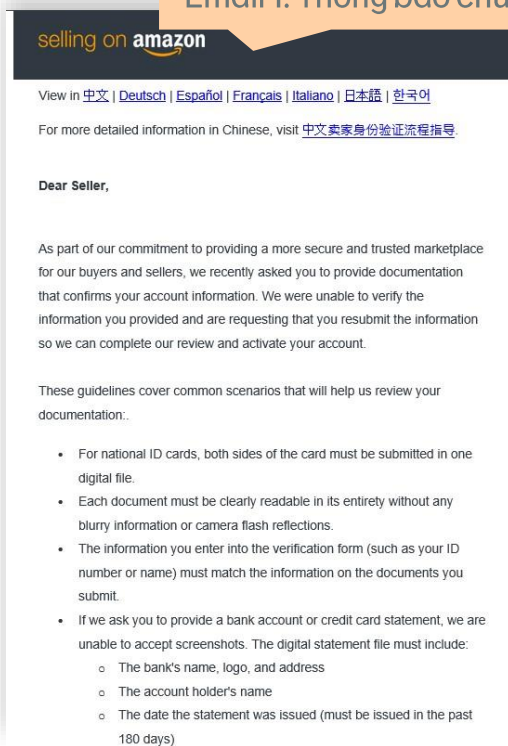 Email 1: Thông báo
selling on amazon
View in 中文 | Deutsch | Español | Français | Italiano | 日本語 | 한국어
For more detailed information in Chinese, visit 中文卖家身份验证流程指导.
Dear Seller,
As part of our commitment to providing a more secure and trusted marketplace
for our buyers and sellers, we recently asked you to provide documentation
that confirms your account information. We were unable to verify the
information you provided and are requesting that you resubmit the information
so we can complete our review and activate your account.
These guidelines cover common scenarios that will help us review your
documentation:.
• For national ID cards, both sides of the card must be submitted in one
digital file.
• Each document must be clearly readable in its entirety without any
blurry information or camera flash reflections.
• The information you enter into the verification form (such as your ID
number or name) must match the information on the documents you
submit.
• If we ask you to provide a bank account or credit card statement, we are
unable to accept screenshots. The digital statement file must include:
o The bank's name, logo, and address
o The account holder's name
o The date the statement was issued (must be issued in the past
180 days)